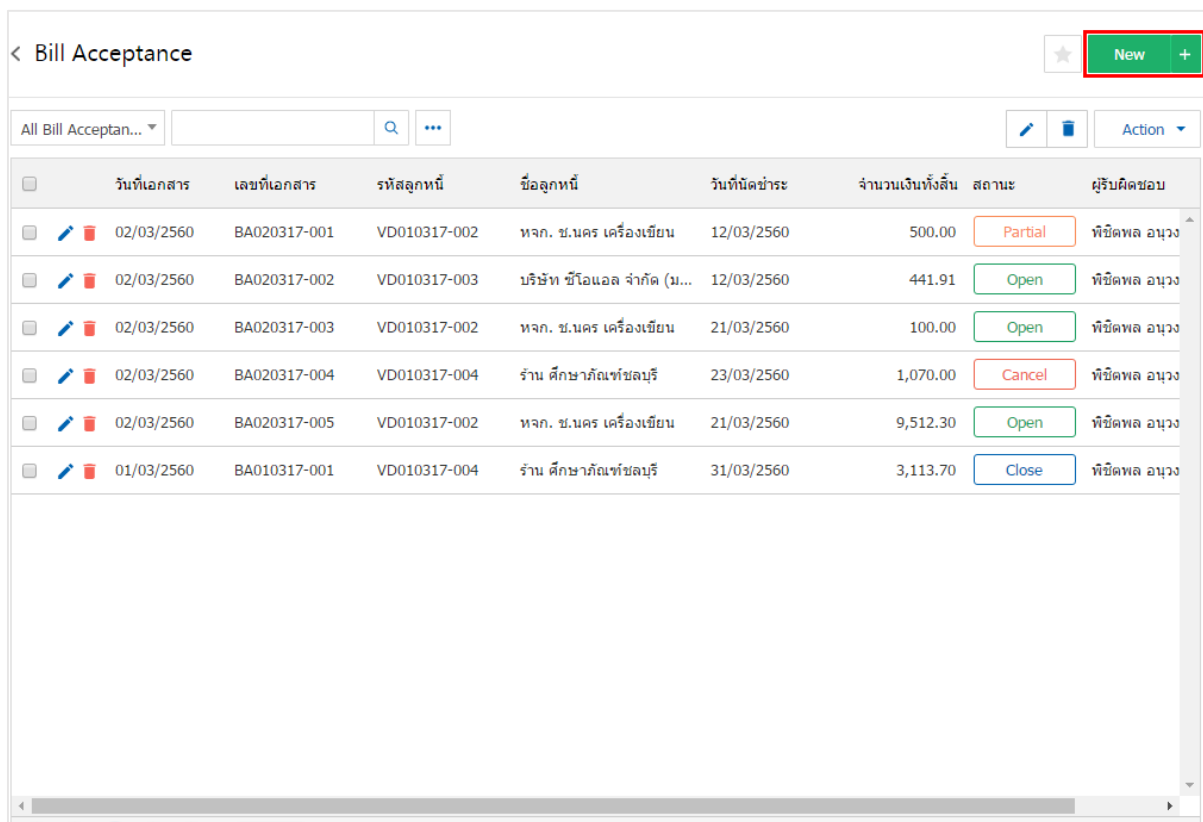 Bill Acceptance
New +
All Bill Acceptan...
Action
วันที่เอกสาร เลขที่เอกสาร รหัสลูกหนี้ ชื่อลูกหนี้ วันที่นัดชำระ จำนวนเงินทั้งสิ้น สถานะ ผู้รับผิดชอบ
02/03/2560 BA020317-001 VD010317-002 หจก. ช.นคร เครื่องเขียน 12/03/2560 500.00 Partial พิชิตพล อนุวง
02/03/2560 BA020317-002 VD010317-003 บริษัท ซีโอแอล จำกัด (ม... 12/03/2560 441.91 Open พิชิตพล อนุวง
02/03/2560 BA020317-003 VD010317-002 หจก. ช.นคร เครื่องเขียน 21/03/2560 100.00 Open พิชิตพล อนุวง
02/03/2560 BA020317-004 VD010317-004 ร้าน ศึกษาภัณฑ์ชลบุรี 23/03/2560 1,070.00 Cancel พิชิตพล อนุวง
02/03/2560 BA020317-005 VD010317-002 หจก. ช.นคร เครื่องเขียน 21/03/2560 9,512.30 Open พิชิตพล อนุวง
01/03/2560 BA010317-001 VD010317-004 ร้าน ศึกษาภัณฑ์ชลบุรี 31/03/2560 3,113.70 Close พิชิตพล อนุวง